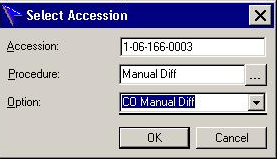 Select Accession
Accession: 1-06-166-0003
Procedure: Manual Diff ...
Option: CO Manual Diff
OK Cancel